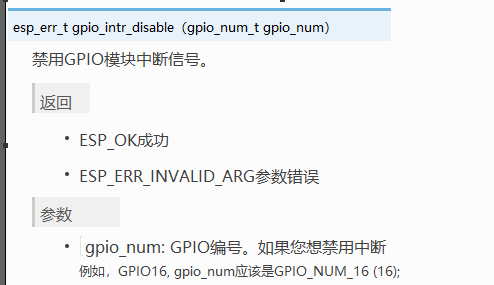 esp_err_t gpio_intr_disable（gpio_num_t gpio_num）
禁用GPIO模块中断信号。
返回
• ESP_OK成功
• ESP_ERR_INVALID_ARG参数错误
参数
• gpio_num: GPIO编号。如果您想禁用中断
例如，GPIO16, gpio_num应该是GPIO_NUM_16 (16);